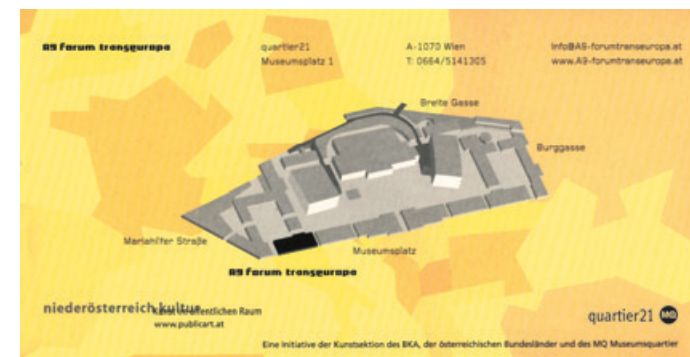 A9 forum transeuropa
quartier21
Museumsplatz 1
A-1070 Wien
T: 0664/5141305
Info@A9-forumtranseuropa.at
www.A9-forumtranseuropa.at
Breite Gasse
Burggasse
Mariahilfer Straße
Museumsplatz
A9 forum transeuropa
niederösterreich kultur
Kunst im öffentlichen Raum
www.publicart.at
quartier21 MQ
Eine Initiative der Kunstsektion des BKA, der österreichischen Bundesländer und des MQ Museumsquartier